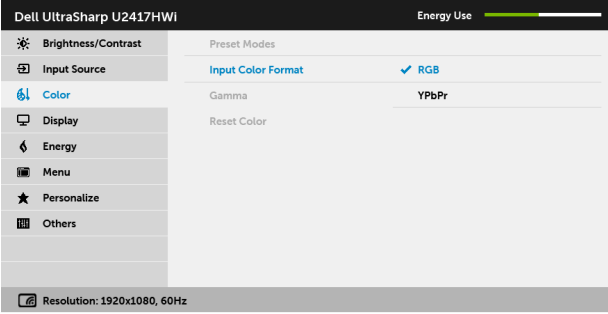 Dell UltraSharp U2417HWi
Energy Use
Brightness/Contrast
Preset Modes
Input Source
Input Color Format
RGB
Color
Gamma
YPbPr
Display
Reset Color
Energy
Menu
Personalize
Others
Resolution: 1920x1080, 60Hz